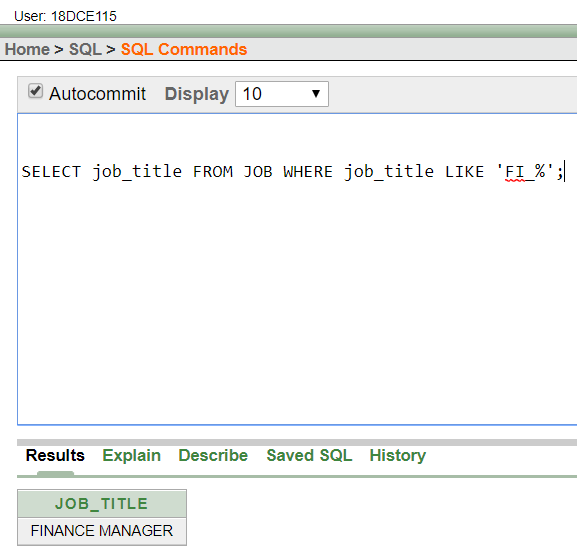 User: 18DCE115
Home > SQL > SQL Commands
Autocommit Display 10
SELECT job_title FROM JOB WHERE job_title LIKE 'FI_%';
Results Explain Describe Saved SQL History
JOB_TITLE
FINANCE MANAGER